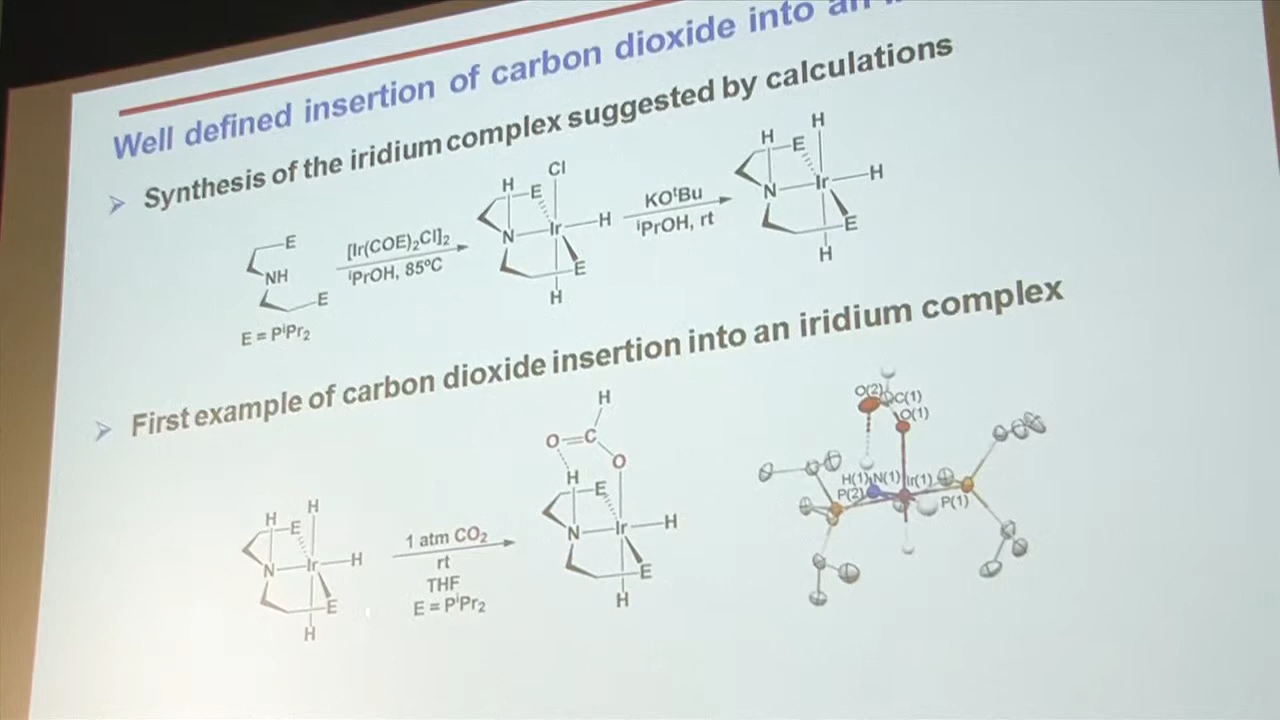 Well defined insertion of carbon dioxide into an
Synthesis of the iridium complex suggested by calculations
E
NH
E
E = PⁱPr₂
[Ir(COE)₂Cl]₂
ⁱPrOH, 85ºC
Cl
H
E
N
Ir
H
E
H
KOᵗBu
ⁱPrOH, rt
H
H
E
N
Ir
H
E
H
First example of carbon dioxide insertion into an iridium complex
H
H
E
N
Ir
H
E
H
1 atm CO₂
rt
THF
E = PⁱPr₂
H
O=C
O
H
E
N
Ir
H
E
H
O(2)
C(1)
O(1)
H(1)
N(1)
Ir(1)
P(2)
P(1)